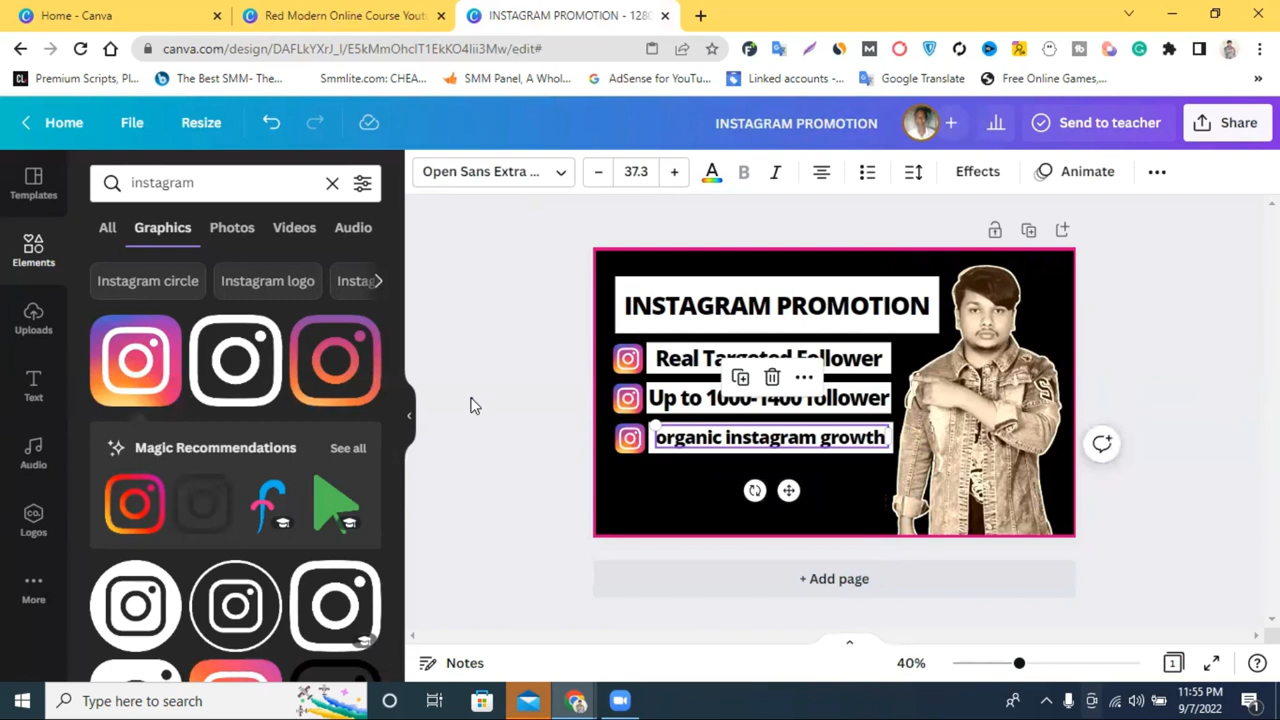 Home - Canva
Red Modern Online Course Yout
INSTAGRAM PROMOTION - 1280
canva.com/design/DAFLkYXrJ_I/E5kMmOhcIT1EkKO4Iii3Mw/edit#
Premium Scripts, Pl...
The Best SMM- The...
Smmlite.com: CHEA...
SMM Panel, A Whol...
AdSense for YouTu...
Linked accounts -...
Google Translate
Free Online Games,...
Home
File
Resize
INSTAGRAM PROMOTION
Send to teacher
Share
Templates
Elements
Uploads
Text
Audio
Logos
More
instagram
All
Graphics
Photos
Videos
Audio
Instagram circle
Instagram logo
Instag
Magic Recommendations
See all
Open Sans Extra ...
37.3
Effects
Animate
INSTAGRAM PROMOTION
Real Targeted Follower
Up to 1000-1400 follower
organic instagram growth
+ Add page
Notes
40%
1
Type here to search
11:55 PM
9/7/2022